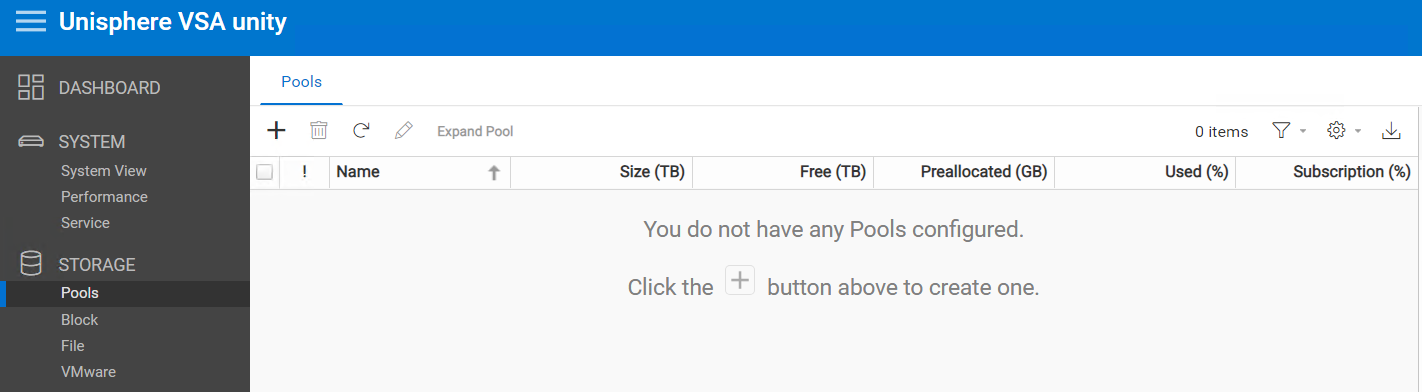 Unisphere VSA unity
DASHBOARD
SYSTEM
System View
Performance
Service
STORAGE
Pools
Block
File
VMware
Pools
Expand Pool
0 items
! Name Size (TB) Free (TB) Preallocated (GB) Used (%) Subscription (%)
You do not have any Pools configured.
Click the + button above to create one.